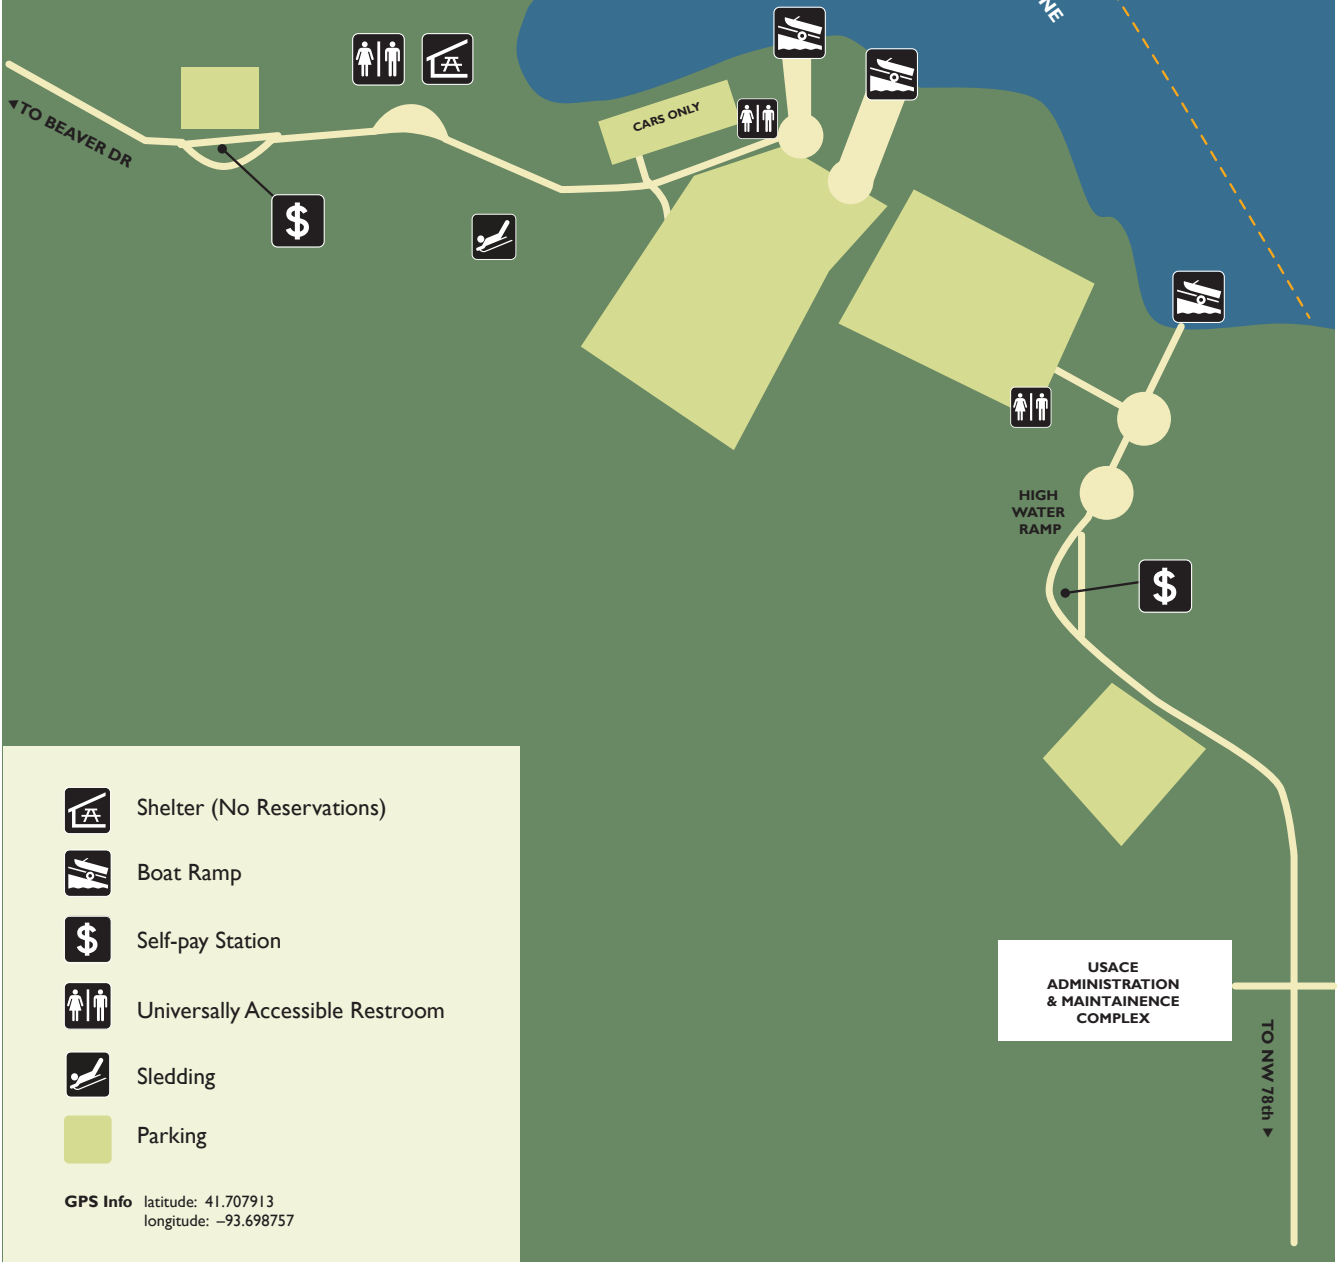 NE
◄TO BEAVER DR
CARS ONLY
$
HIGH
WATER
RAMP
$
Shelter (No Reservations)
Boat Ramp
$ Self-pay Station
Universally Accessible Restroom
Sledding
Parking
GPS Info latitude: 41.707913
longitude: –93.698757
USACE
ADMINISTRATION
& MAINTAINENCE
COMPLEX
TO NW 78th ►